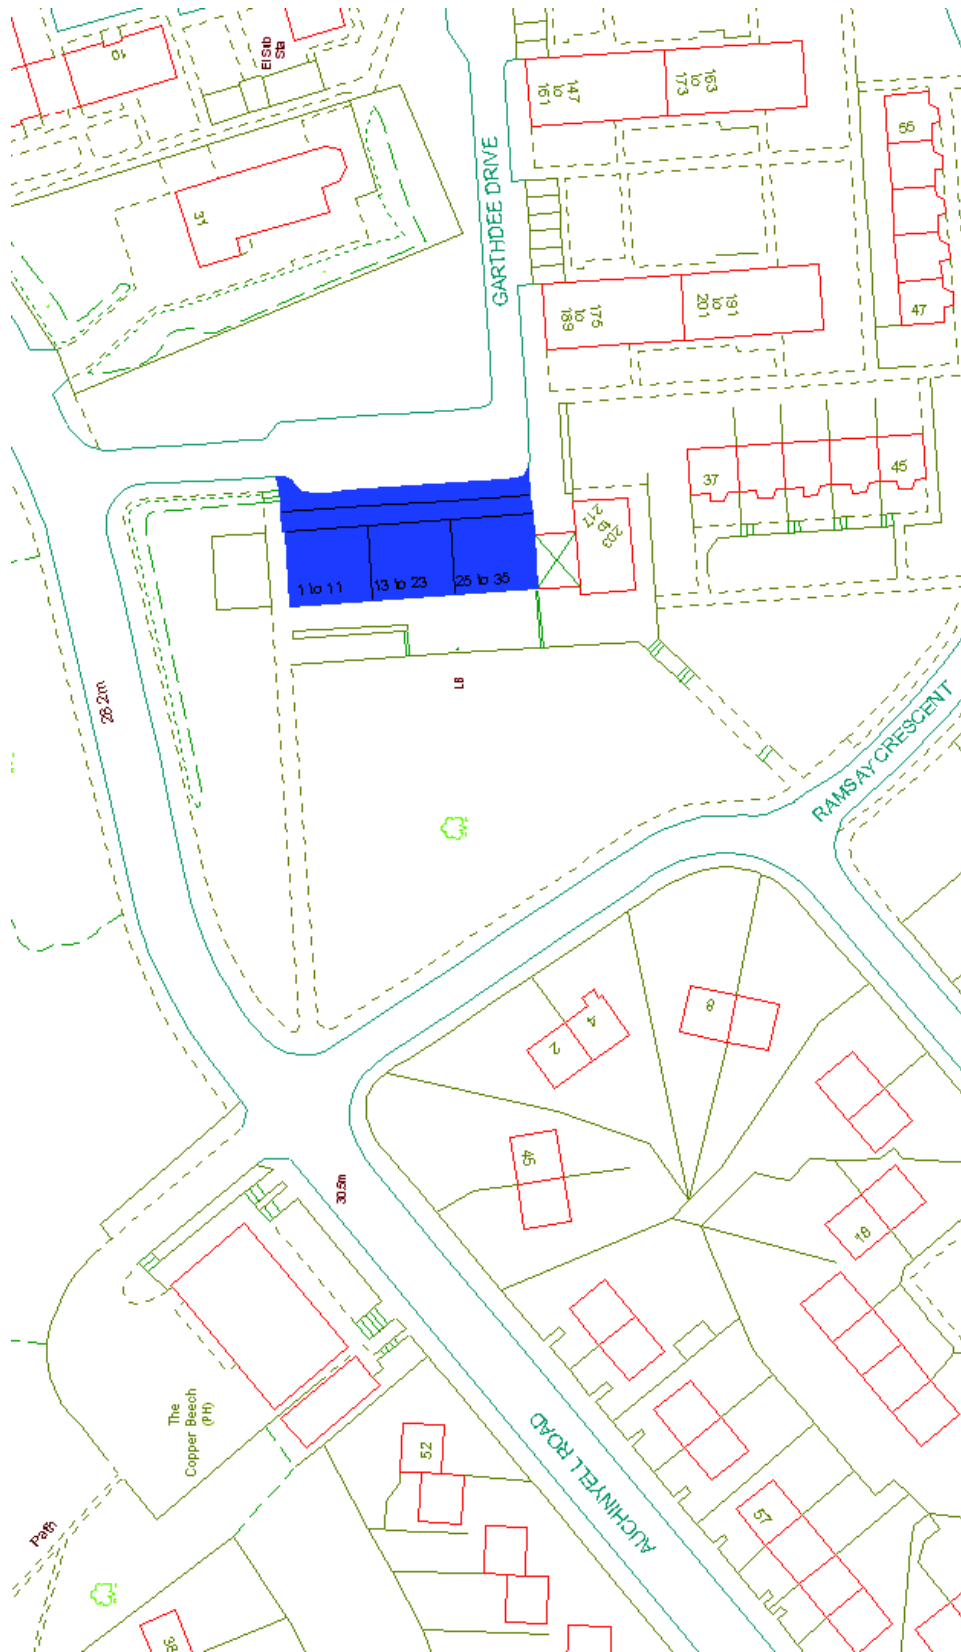 El Sub
Sta
147
to
161
163
to
173
55
GARTHDEE DRIVE
31
47
175
to
189
191
to
201
37
45
203
to
217
1 to 11
13 to 23
25 to 35
LB
28.2m
RAMSAY CRESCENT
4
2
8
45
30.5m
18
The
Copper Beech
(PH)
52
AUCHINYELL ROAD
57
Path
38